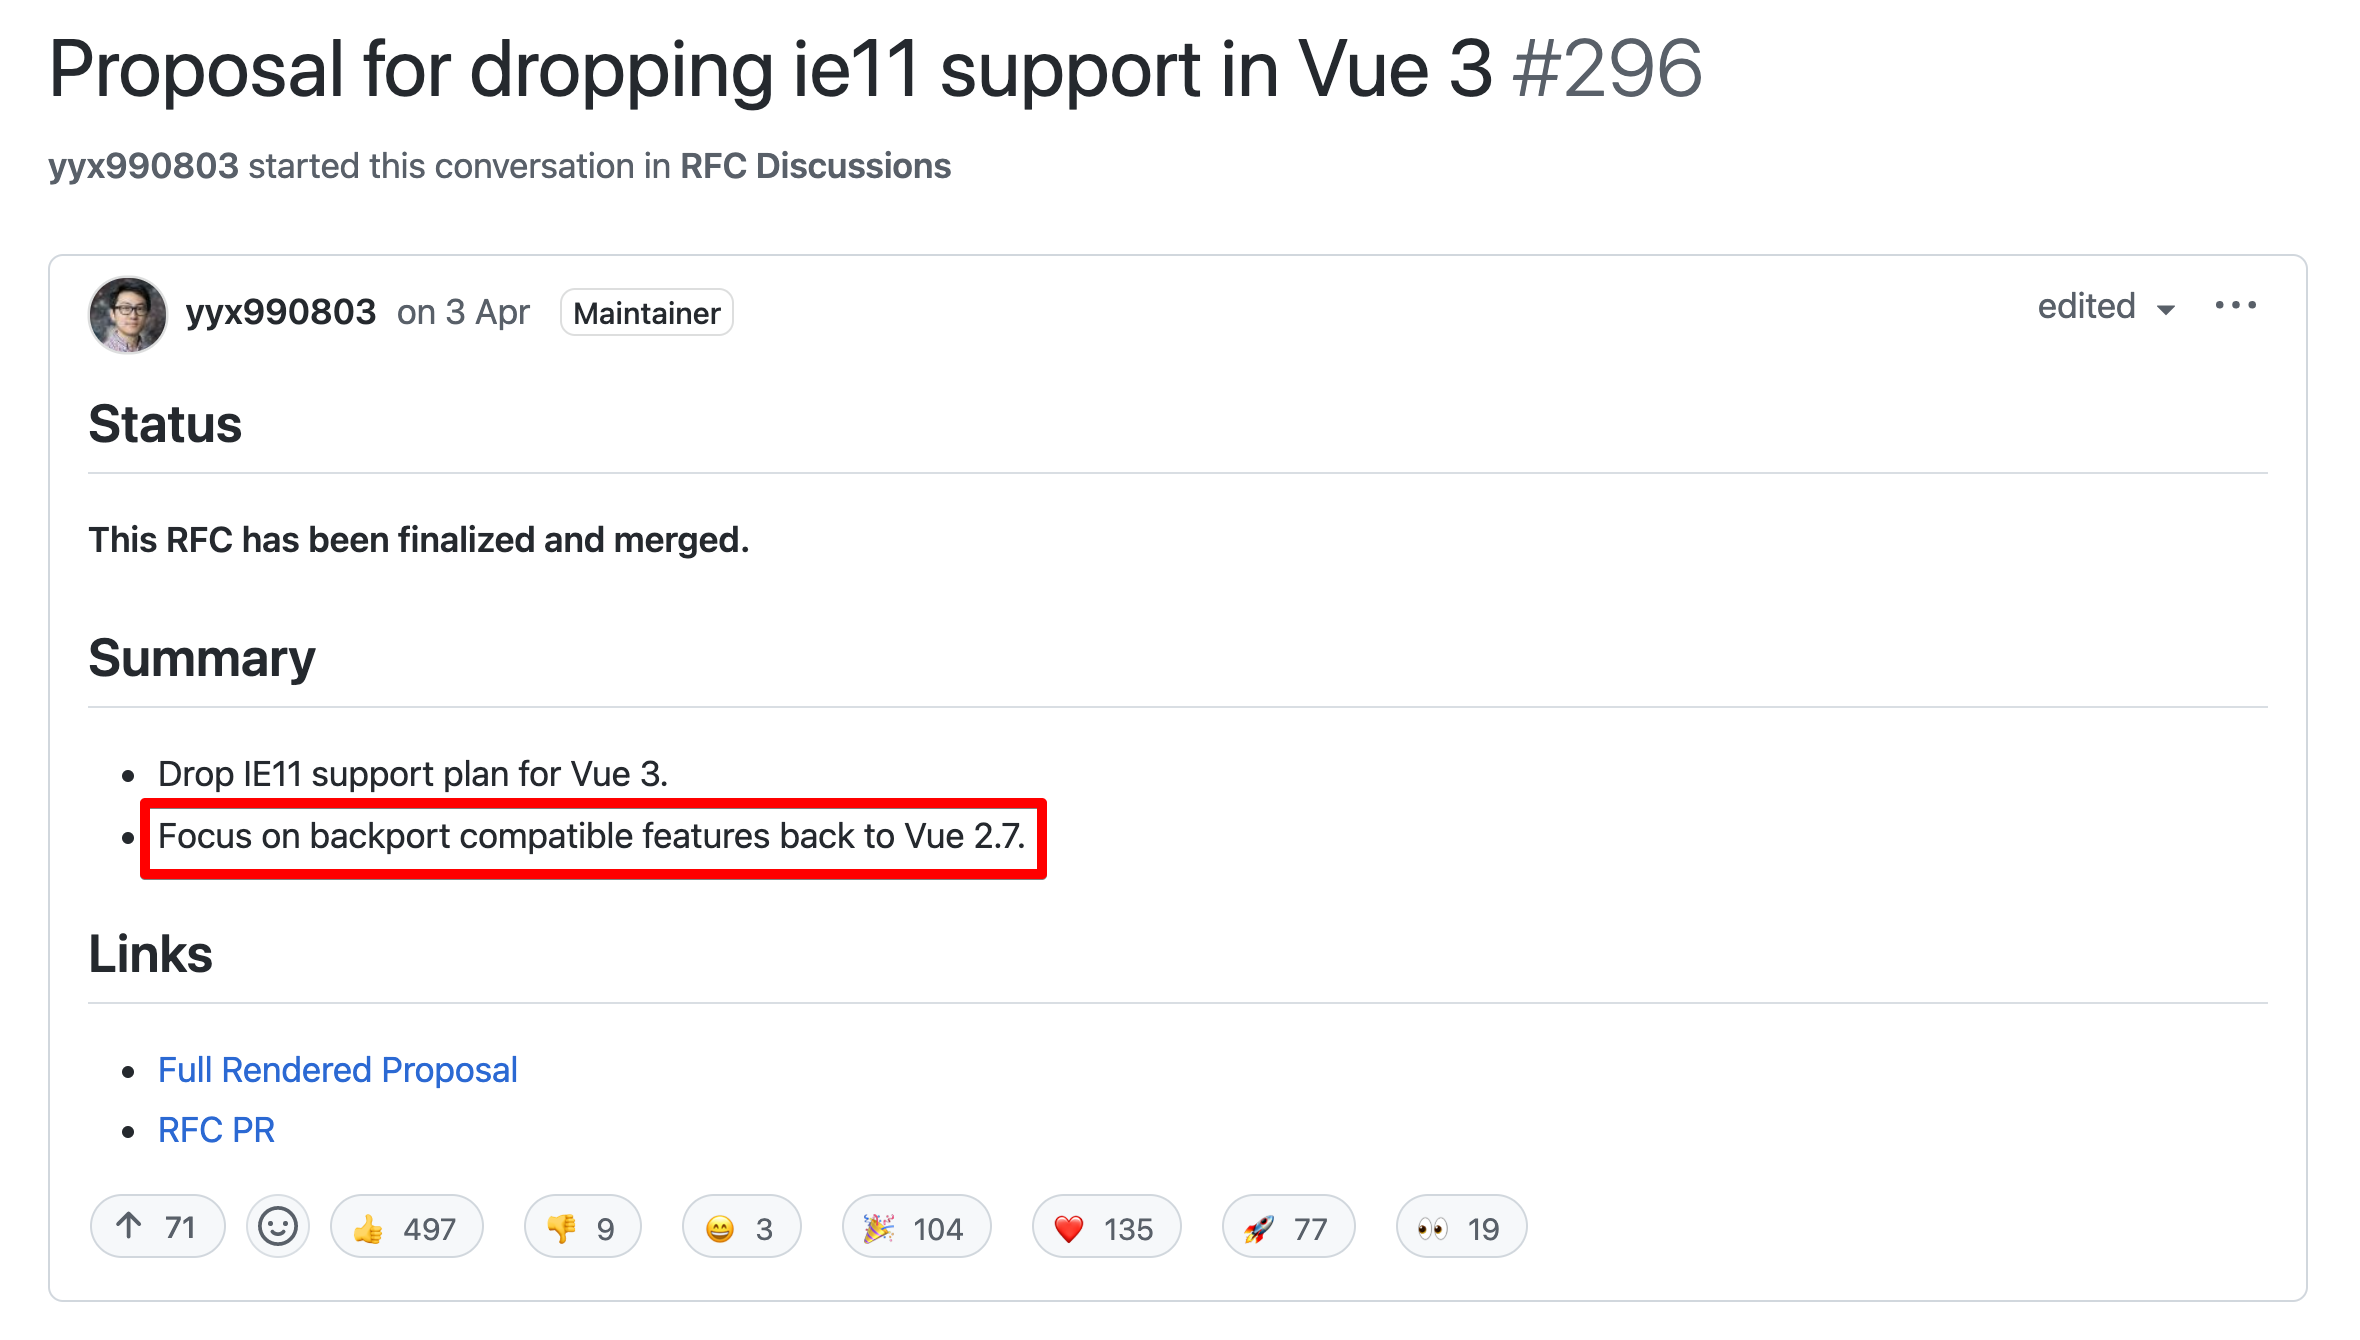 Proposal for dropping ie11 support in Vue 3 #296
yyx990803 started this conversation in RFC Discussions
yyx990803 on 3 Apr Maintainer edited
Status
This RFC has been finalized and merged.
Summary
Drop IE11 support plan for Vue 3.
Focus on backport compatible features back to Vue 2.7.
Links
Full Rendered Proposal
RFC PR
71 497 9 3 104 135 77 19